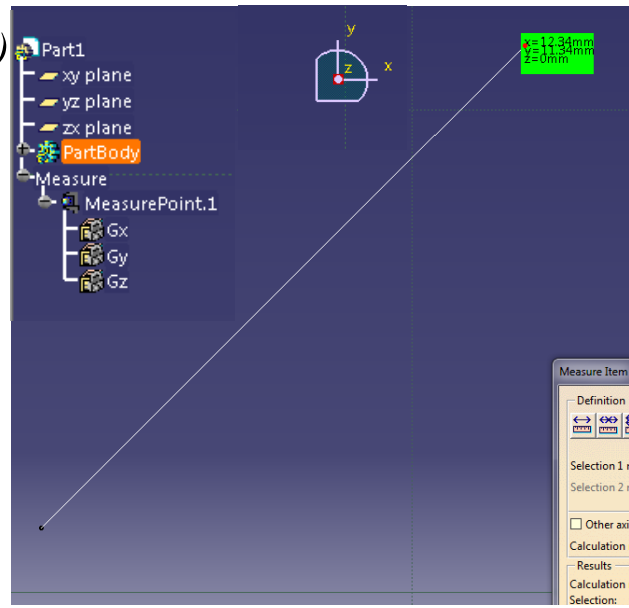 )
Part1
xy plane
yz plane
zx plane
PartBody
Measure
MeasurePoint.1
Gx
Gy
Gz
y
x
z
x=12.34mm
y=11.34mm
z=0mm
Measure Item
Definition
Selection 1
Selection 2
Other axi
Calculation
Results
Calculation
Selection: